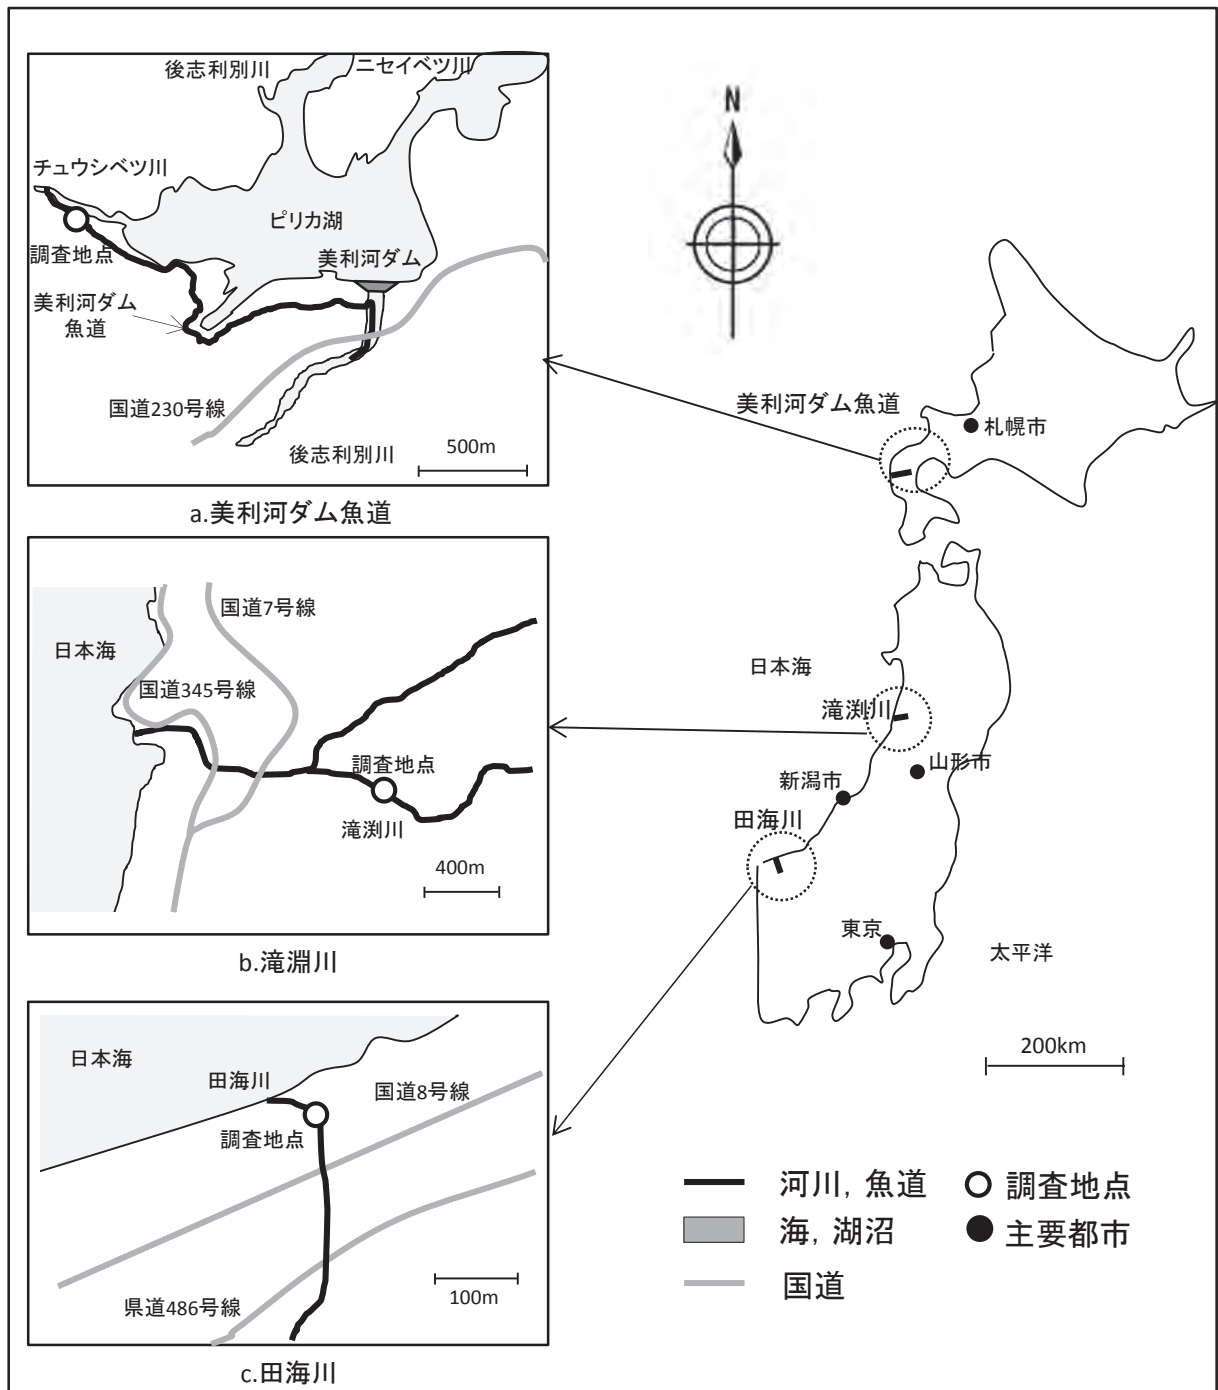 後志利別川
ニセイベツ川
チュウシベツ川
ピリカ湖
調査地点
美利河ダム
美利河ダム
魚道
国道230号線
後志利別川
500m
a.美利河ダム魚道
国道7号線
日本海
国道345号線
調査地点
滝渕川
400m
b.滝淵川
日本海
田海川
国道8号線
調査地点
県道486号線
100m
c.田海川
N
美利河ダム魚道
札幌市
日本海
滝渕川
山形市
新潟市
田海川
東京
太平洋
200km
河川, 魚道
調査地点
海, 湖沼
主要都市
国道